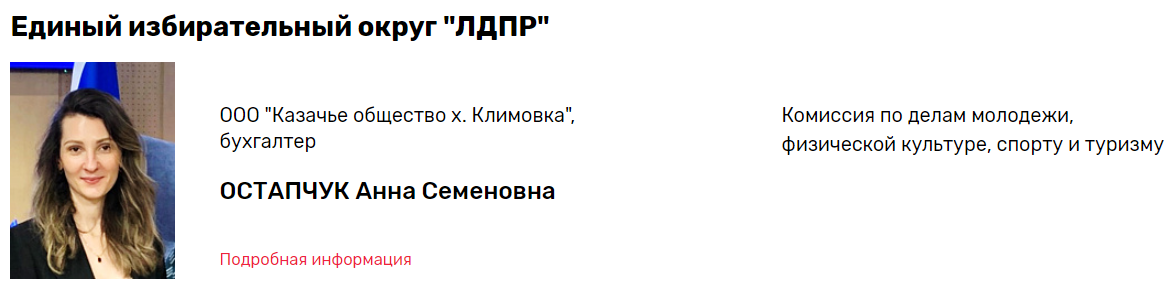 Единый избирательный округ "ЛДПР"
ООО "Казачье общество х. Климовка",
бухгалтер
ОСТАПЧУК Анна Семеновна
Подробная информация
Комиссия по делам молодежи,
физической культуре, спорту и туризму